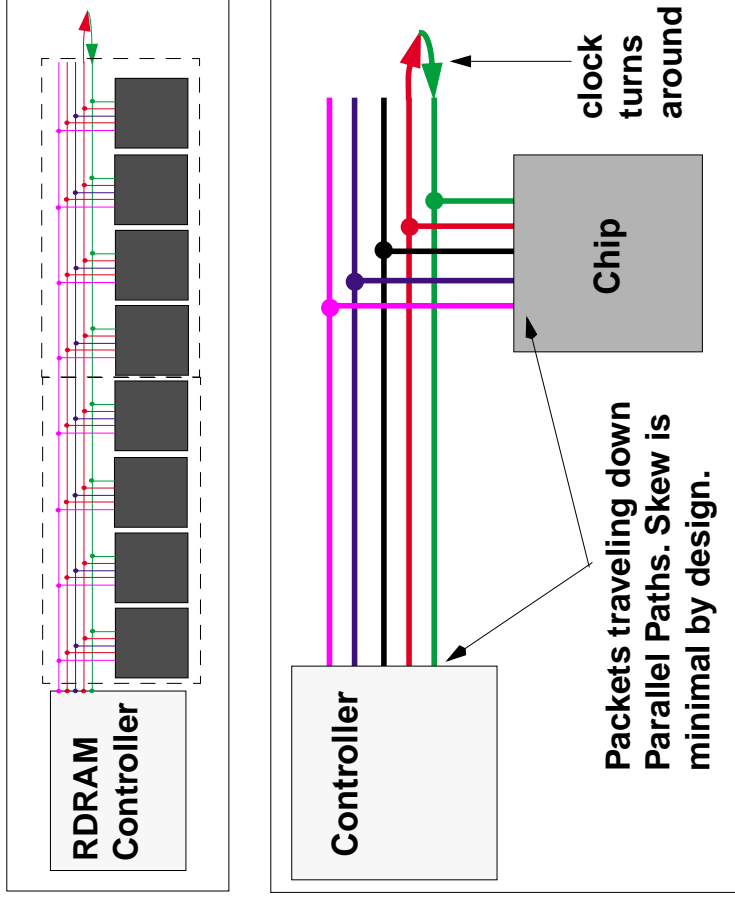 RDRAM
Controller
Controller
Chip
clock
turns
around
Packets traveling down
Parallel Paths. Skew is
minimal by design.